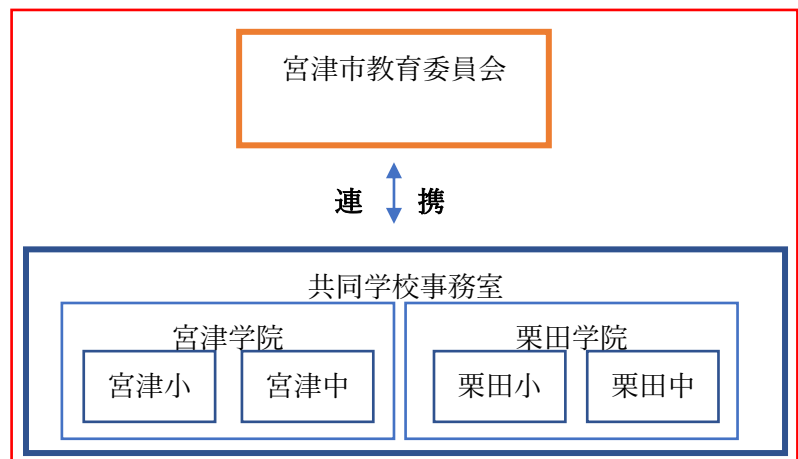 宮津市教育委員会
連 携
共同学校事務室
宮津学院 栗田学院
宮津小 宮津中 栗田小 栗田中